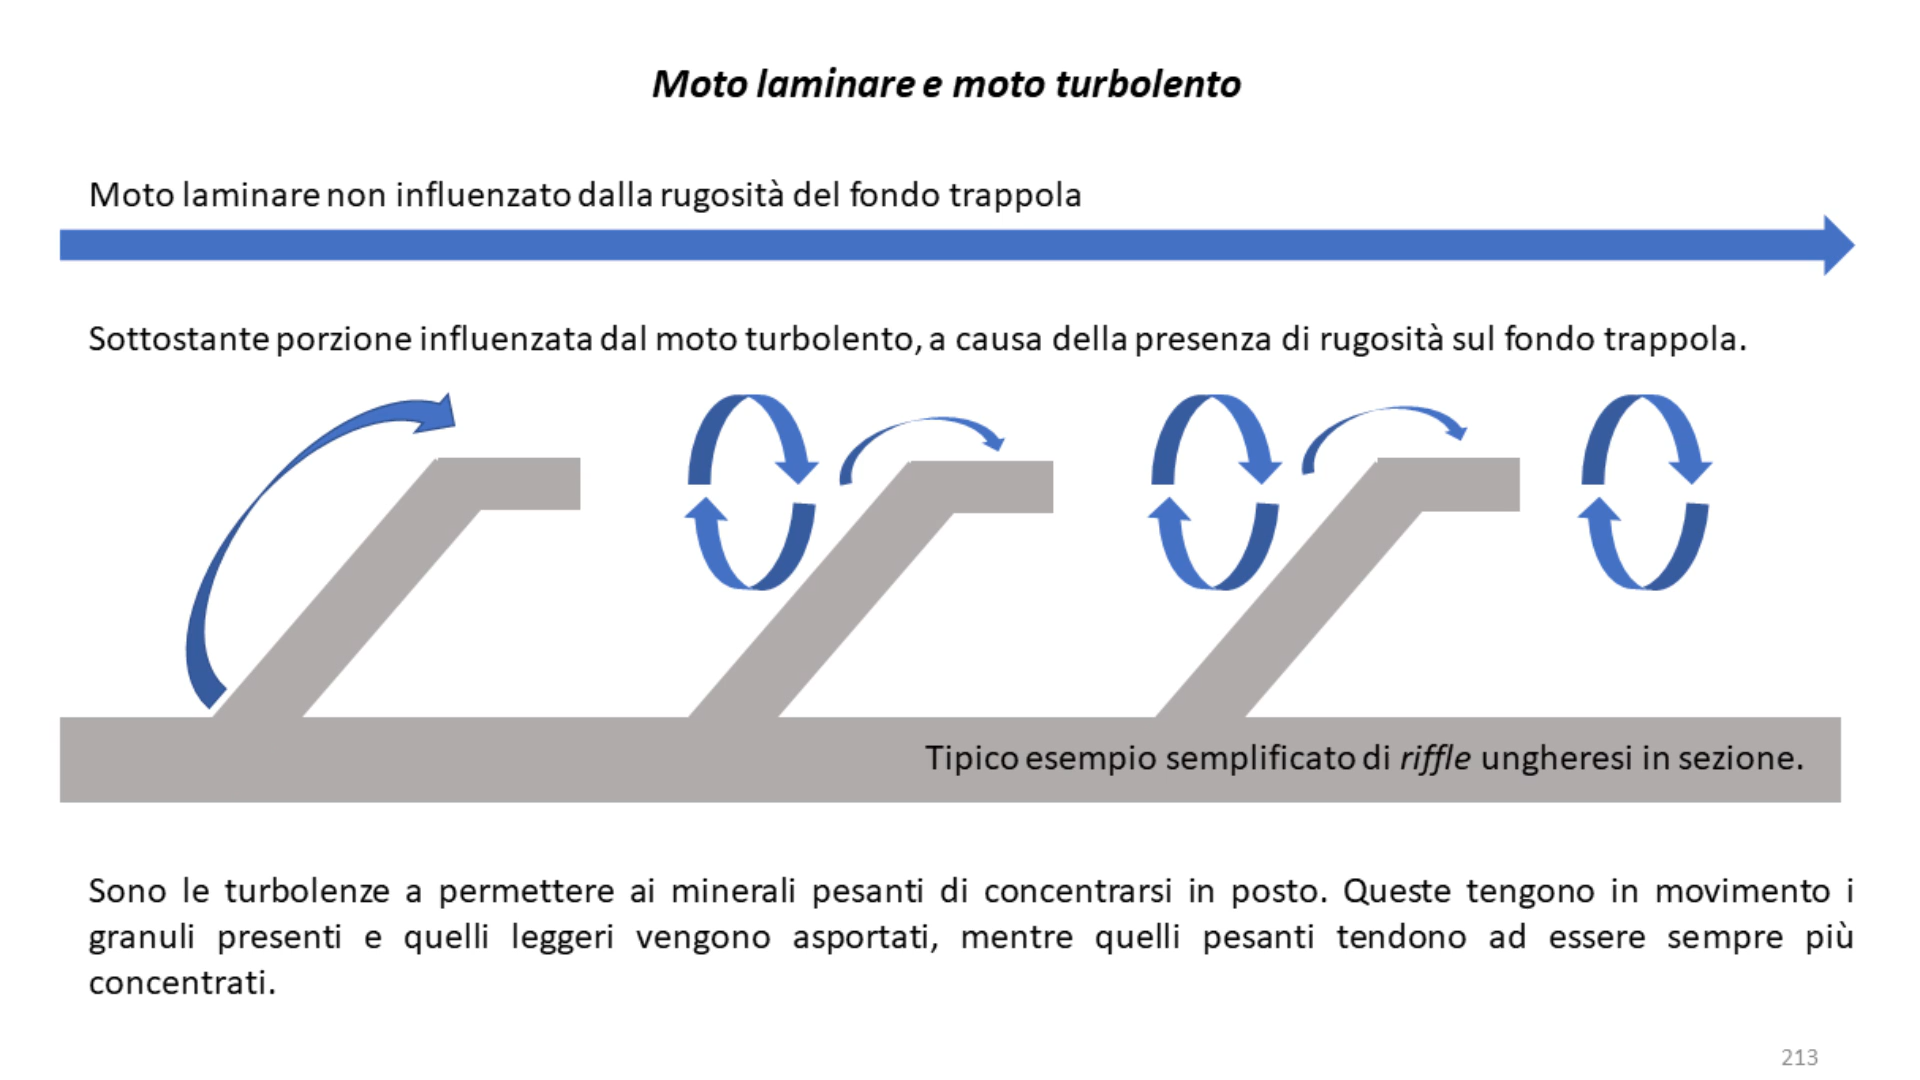 Moto laminare e moto turbolento
Moto laminare non influenzato dalla rugosità del fondo trappola
Sottostante porzione influenzata dal moto turbolento, a causa della presenza di rugosità sul fondo trappola.
Tipico esempio semplificato di riffle ungheresi in sezione.
Sono le turbolenze a permettere ai minerali pesanti di concentrarsi in posto. Queste tengono in movimento i
granuli presenti e quelli leggeri vengono asportati, mentre quelli pesanti tendono ad essere sempre più
concentrati.
213